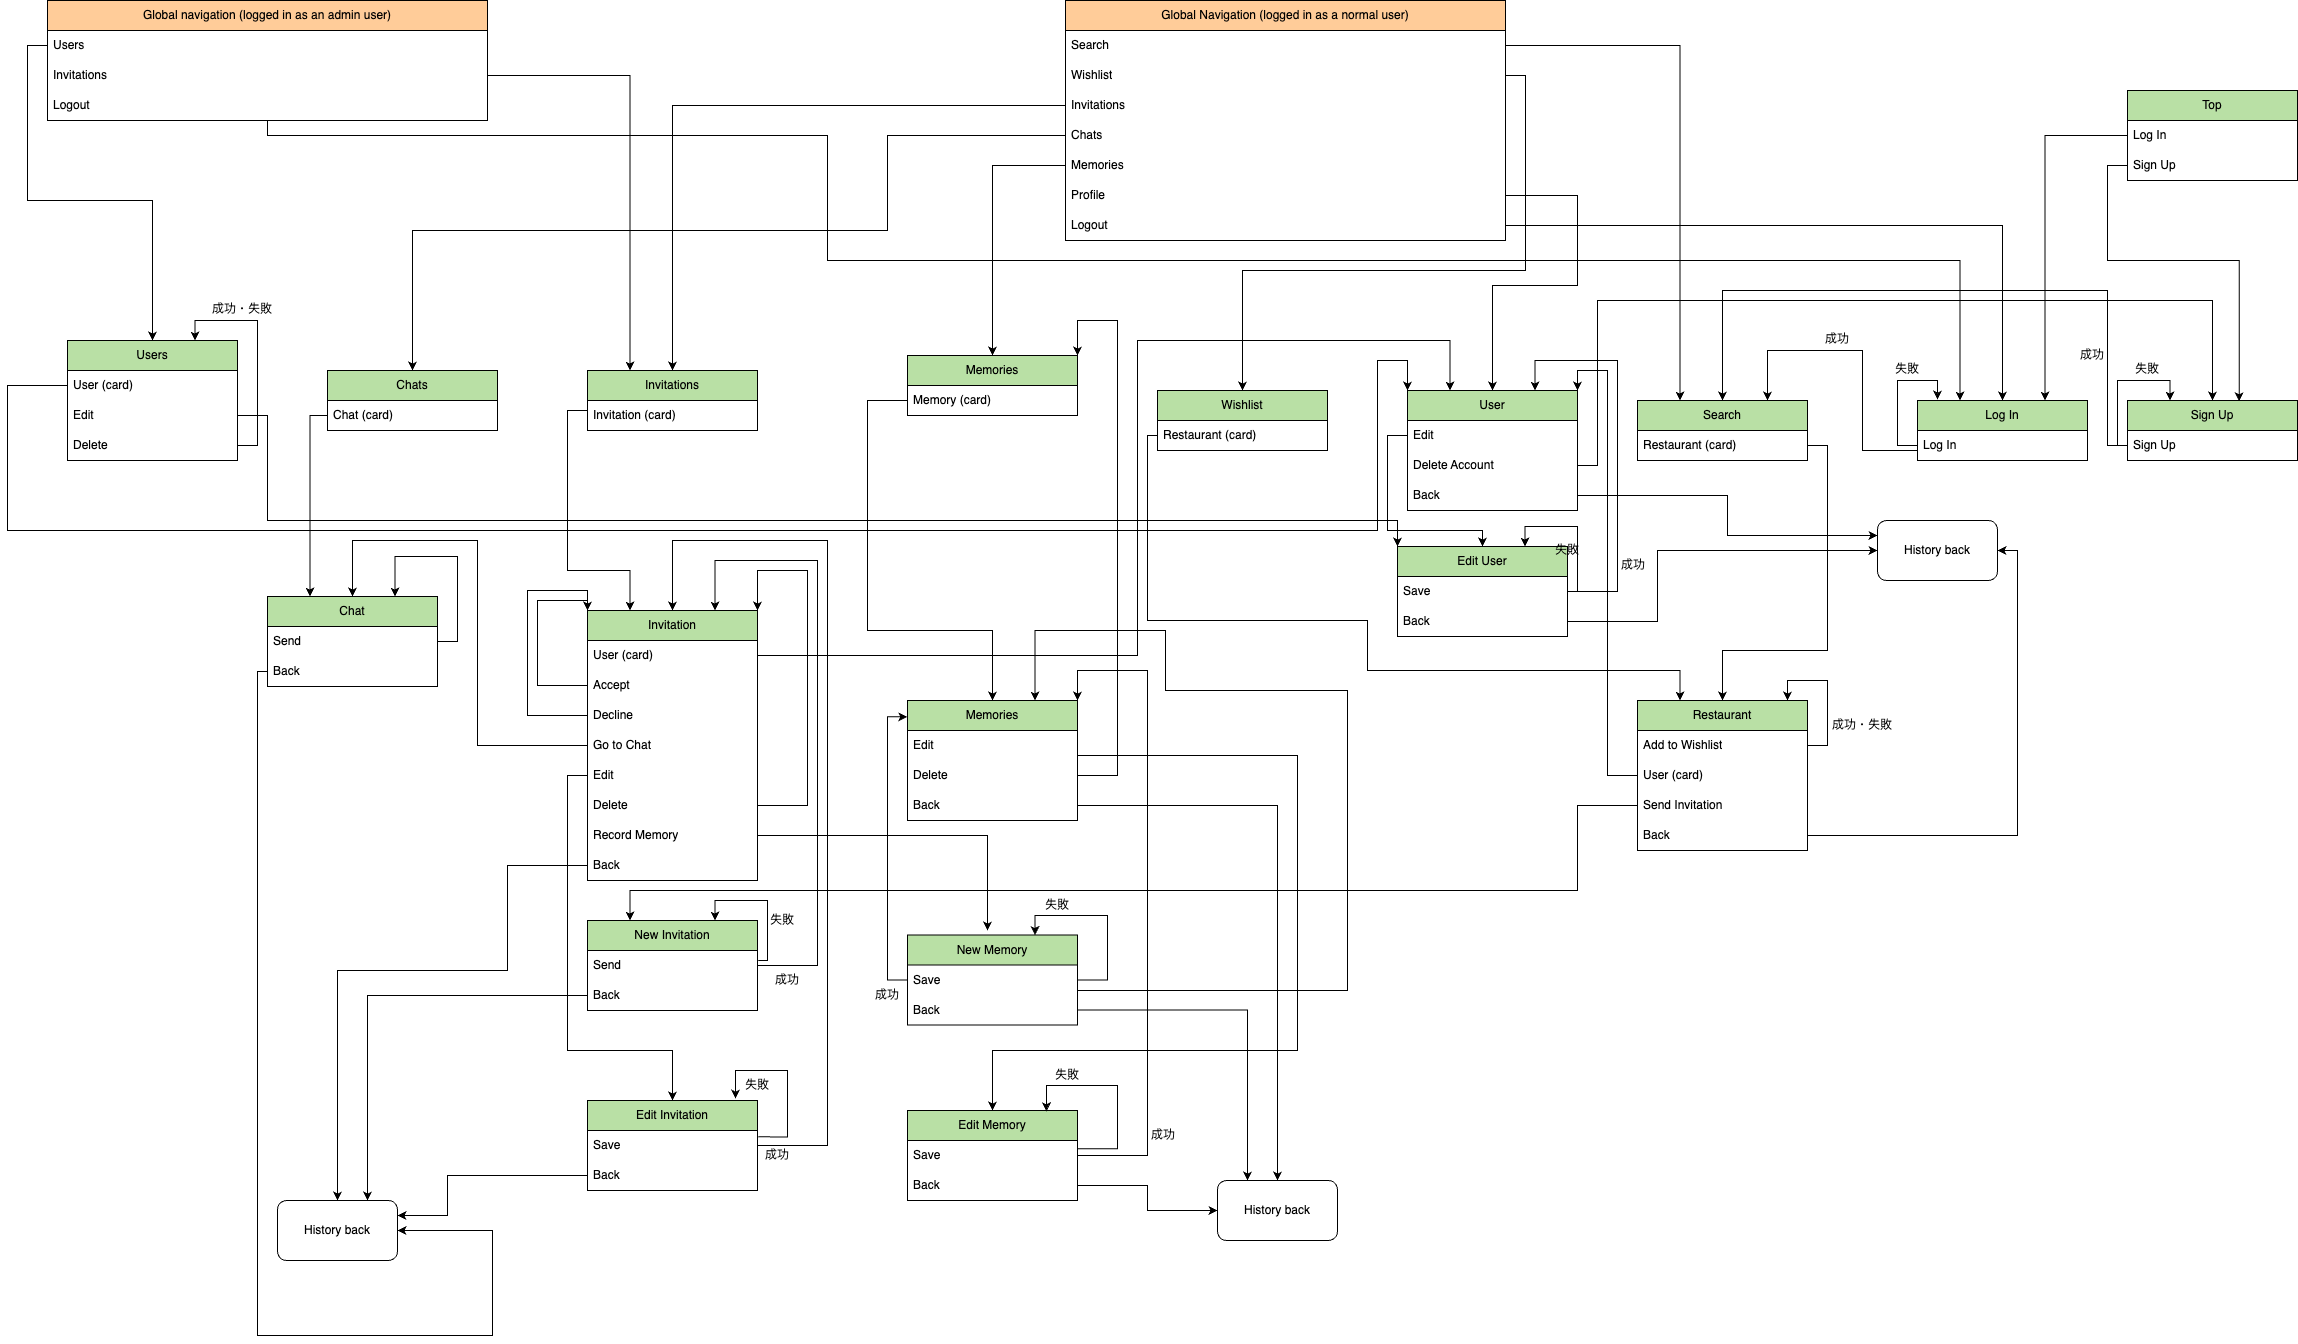 Global navigation (logged in as an admin user)
Users
Invitations
Logout
Global Navigation (logged in as a normal user)
Search
Wishlist
Invitations
Chats
Memories
Profile
Logout
Top
Log In
Sign Up
成功・失敗
Users
User (card)
Edit
Delete
Chats
Chat (card)
Invitations
Invitation (card)
Memories
Memory (card)
Wishlist
Restaurant (card)
User
Edit
Delete Account
Back
成功
Search
Restaurant (card)
失敗
Log In
Log In
成功
失敗
Sign Up
Sign Up
History back
失敗
成功
Edit User
Save
Back
Chat
Send
Back
Invitation
User (card)
Accept
Decline
Go to Chat
Edit
Delete
Record Memory
Back
Memories
Edit
Delete
Back
Restaurant
Add to Wishlist
User (card)
Send Invitation
Back
成功・失敗
失敗
New Invitation
Send
Back
成功
失敗
New Memory
Save
Back
成功
失敗
Edit Invitation
Save
Back
成功
失敗
Edit Memory
Save
Back
成功
History back
History back